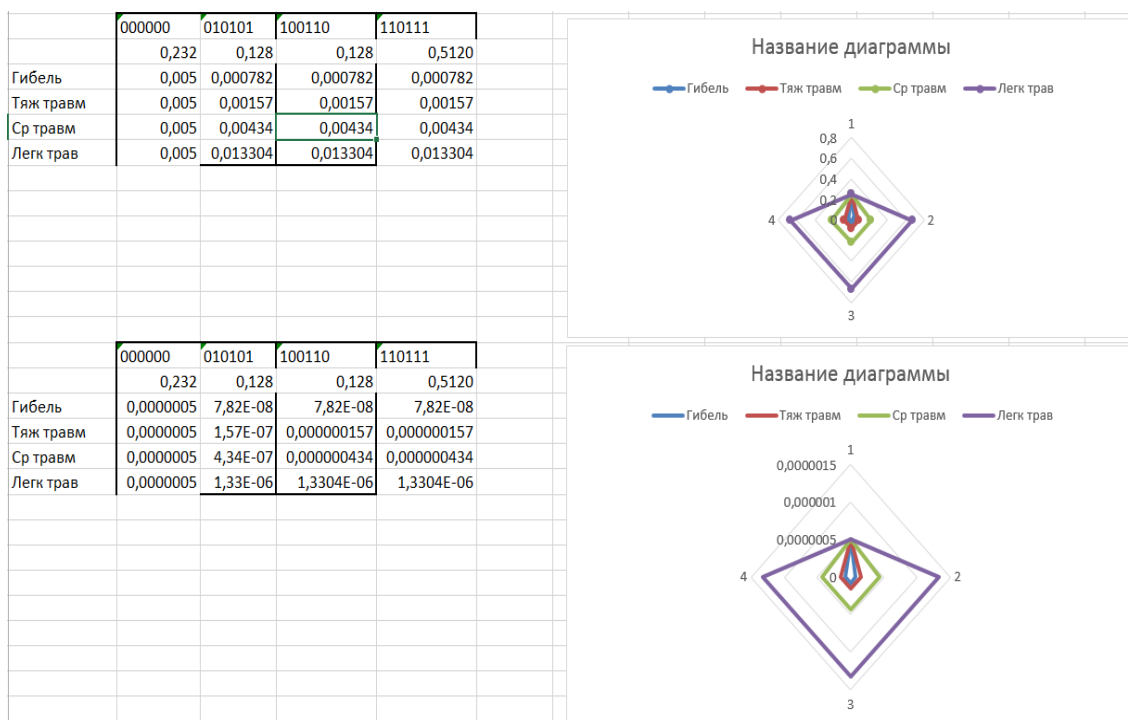 000000 010101 100110 110111
0,232 0,128 0,128 0,5120
Гибель 0,005 0,000782 0,000782 0,000782
Тяж травм 0,005 0,00157 0,00157 0,00157
Ср травм 0,005 0,00434 0,00434 0,00434
Легк трав 0,005 0,013304 0,013304 0,013304
Название диаграммы
Гибель Тяж травм Ср травм Легк трав
1
0,8
0,6
0,4
0,2
4 0 2
3
000000 010101 100110 110111
0,232 0,128 0,128 0,5120
Гибель 0,0000005 7,82E-08 7,82E-08 7,82E-08
Тяж травм 0,0000005 1,57E-07 0,000000157 0,000000157
Ср травм 0,0000005 4,34E-07 0,000000434 0,000000434
Легк трав 0,0000005 1,33E-06 1,3304E-06 1,3304E-06
Название диаграммы
Гибель Тяж травм Ср травм Легк трав
1
0,0000015
0,000001
0,0000005
4 0 2
3